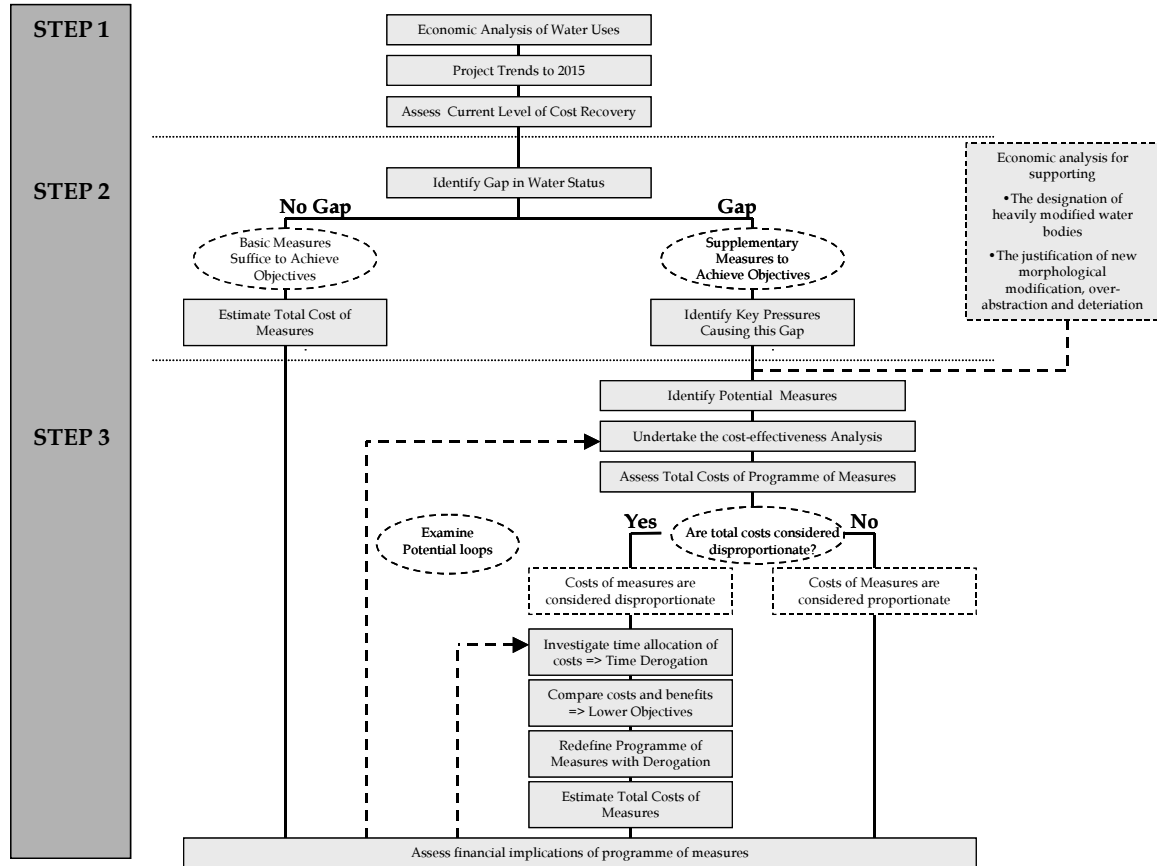 STEP 1
Economic Analysis of Water Uses
Project Trends to 2015
Assess Current Level of Cost Recovery
STEP 2
Identify Gap in Water Status
No Gap
Gap
Basic Measures
Suffice to Achieve
Objectives
Supplementary
Measures to
Achieve Objectives
Estimate Total Cost of
Measures
Identify Key Pressures
Causing this Gap
Economic analysis for
supporting
•The designation of
heavily modified water
bodies
•The justification of new
morphological
modification, over-
abstraction and deteriation
STEP 3
Identify Potential Measures
Undertake the cost-effectiveness Analysis
Assess Total Costs of Programme of Measures
Examine
Potential loops
Yes
Are total costs considered
disproportionate?
No
Costs of measures are
considered disproportionate
Costs of Measures are
considered proportionate
Investigate time allocation of
costs => Time Derogation
Compare costs and benefits
=> Lower Objectives
Redefine Programme of
Measures with Derogation
Estimate Total Costs of
Measures
Assess financial implications of programme of measures